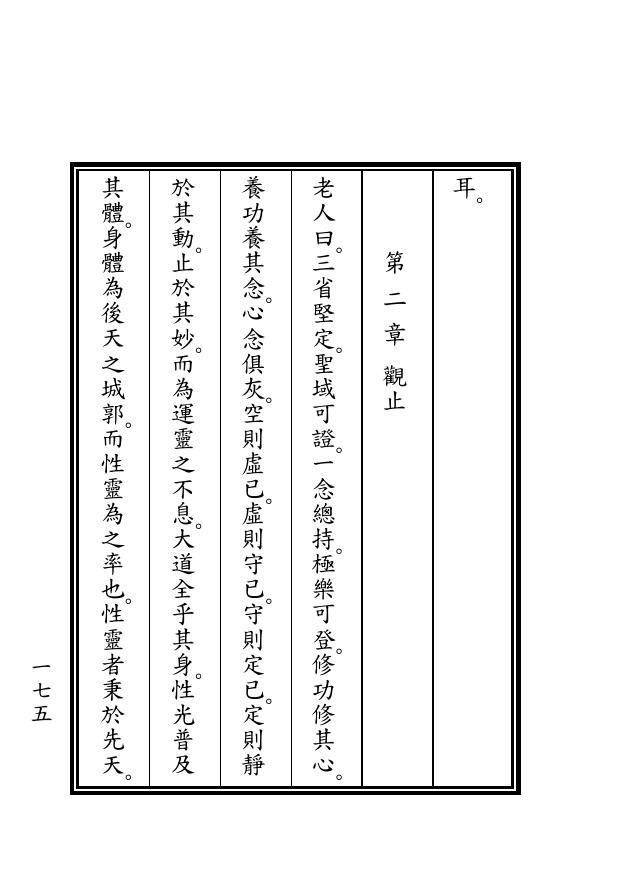 耳。
第二章 觀止
老人曰。三省堅定。聖域可證。一念總持。極樂可登。修功修其心。
養功養其念。心念俱灰。空則虛已。虛則守已。守則定已。定則靜
於其動。止於其妙。而為運靈之不息。大道全乎其身。性光普及
其體。身體為後天之城郭。而性靈為之率也。性靈者秉於先天。
一七五